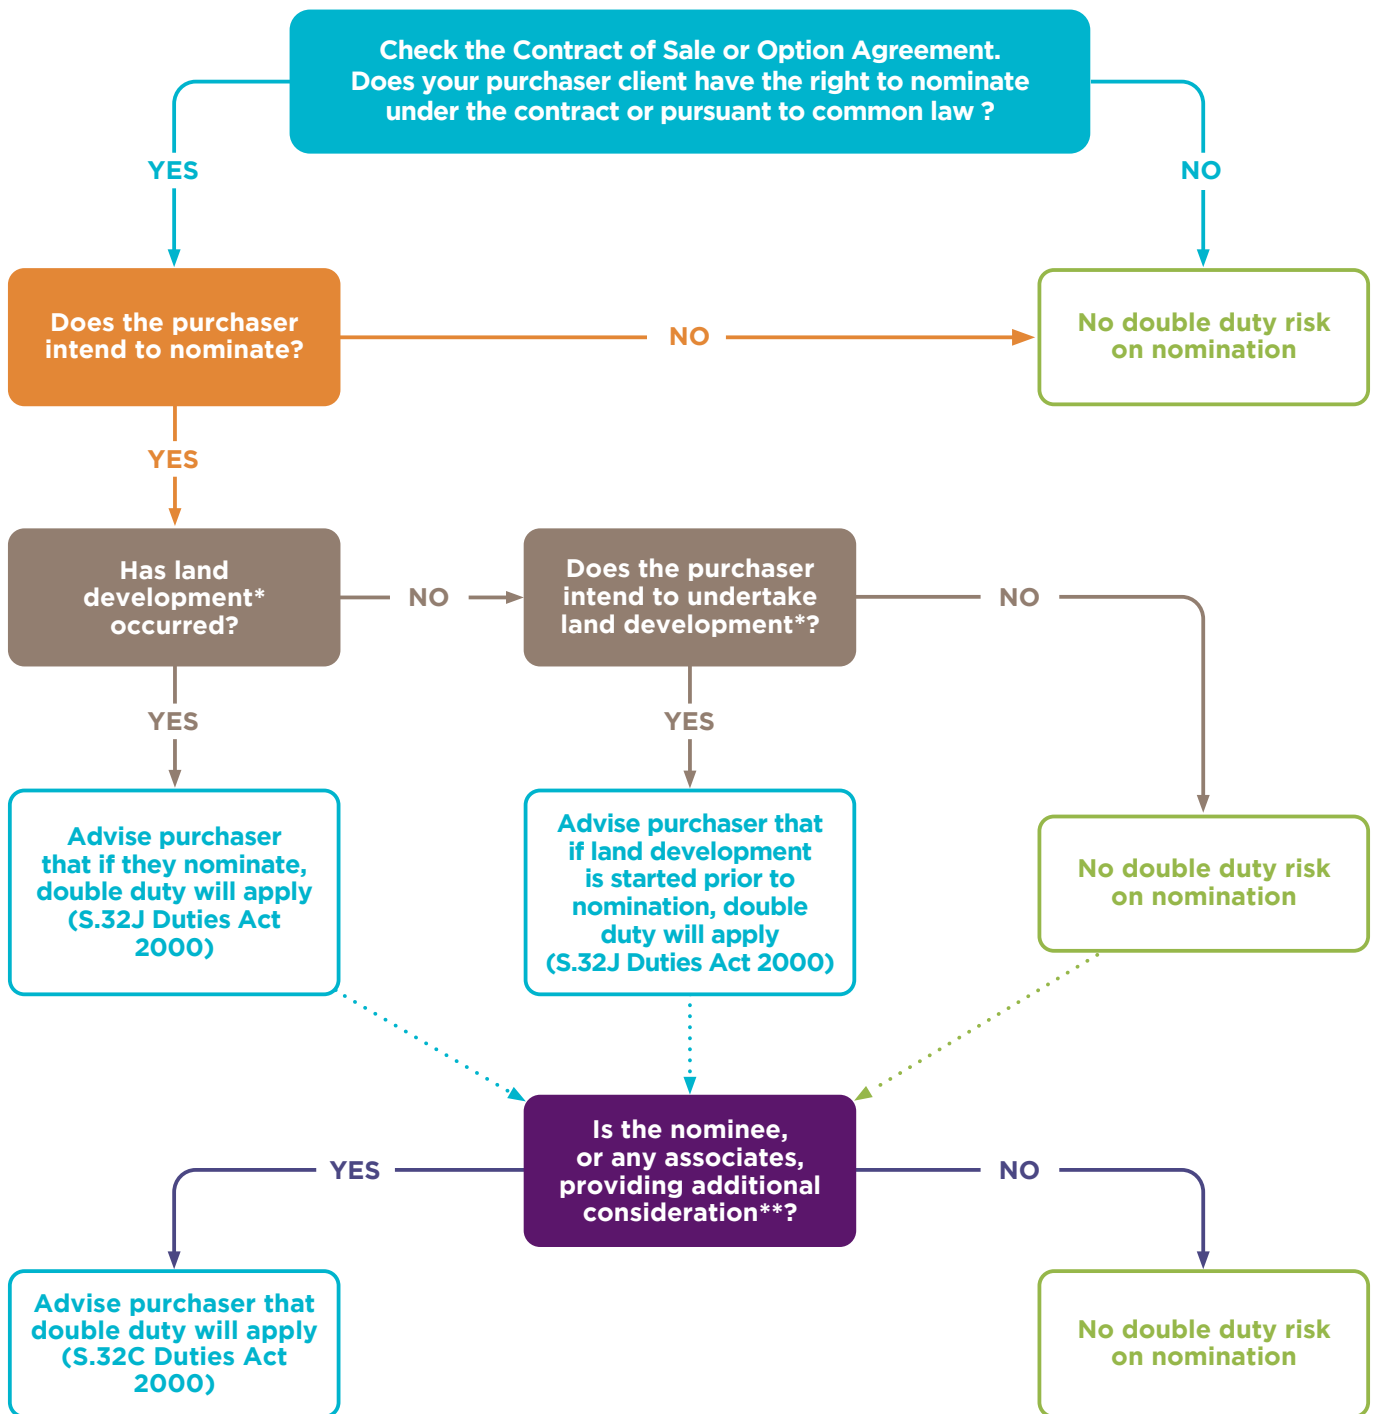 Check the Contract of Sale or Option Agreement.
Does your purchaser client have the right to nominate
under the contract or pursuant to common law ?
YES
NO
Does the purchaser
intend to nominate?
NO
No double duty risk
on nomination
YES
Has land
development*
occurred?
NO
Does the purchaser
intend to undertake
land development*?
NO
YES
YES
Advise purchaser
that if they nominate,
double duty will apply
(S.32J Duties Act
2000)
Advise purchaser that
if land development
is started prior to
nomination, double
duty will apply
(S.32J Duties Act 2000)
No double duty risk
on nomination
Is the nominee,
or any associates,
providing additional
consideration**?
YES
NO
Advise purchaser that
double duty will apply
(S.32C Duties Act
2000)
No double duty risk
on nomination